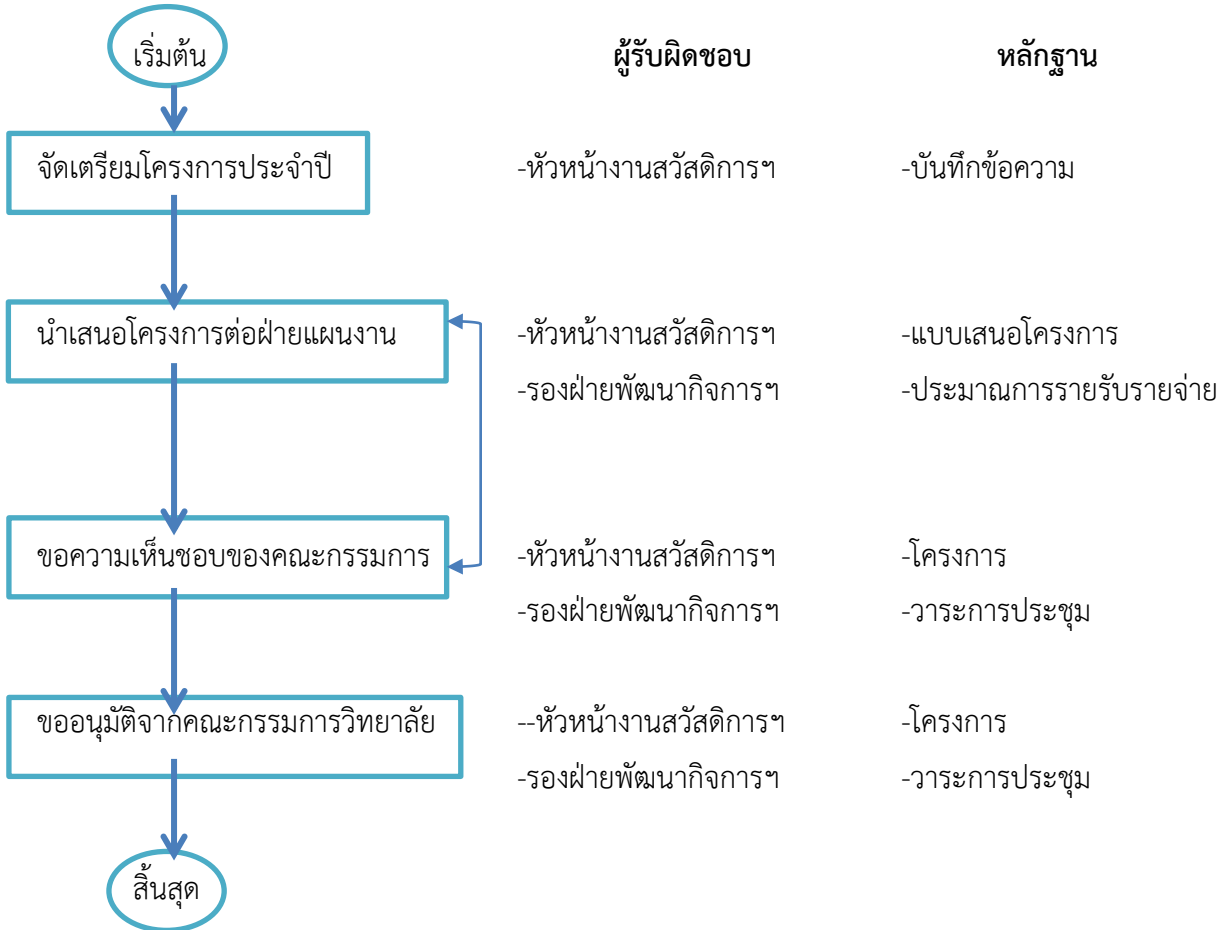 เริ่มต้น ผู้รับผิดชอบ หลักฐาน
จัดเตรียมโครงการประจำปี -หัวหน้างานสวัสดิการฯ -บันทึกข้อความ
นำเสนอโครงการต่อฝ่ายแผนงาน -หัวหน้างานสวัสดิการฯ -แบบเสนอโครงการ
-รองฝ่ายพัฒนากิจการฯ -ประมาณการรายรับรายจ่าย
ขอความเห็นชอบของคณะกรรมการ -หัวหน้างานสวัสดิการฯ -โครงการ
-รองฝ่ายพัฒนากิจการฯ -วาระการประชุม
ขออนุมัติจากคณะกรรมการวิทยาลัย --หัวหน้างานสวัสดิการฯ -โครงการ
-รองฝ่ายพัฒนากิจการฯ -วาระการประชุม
สิ้นสุด